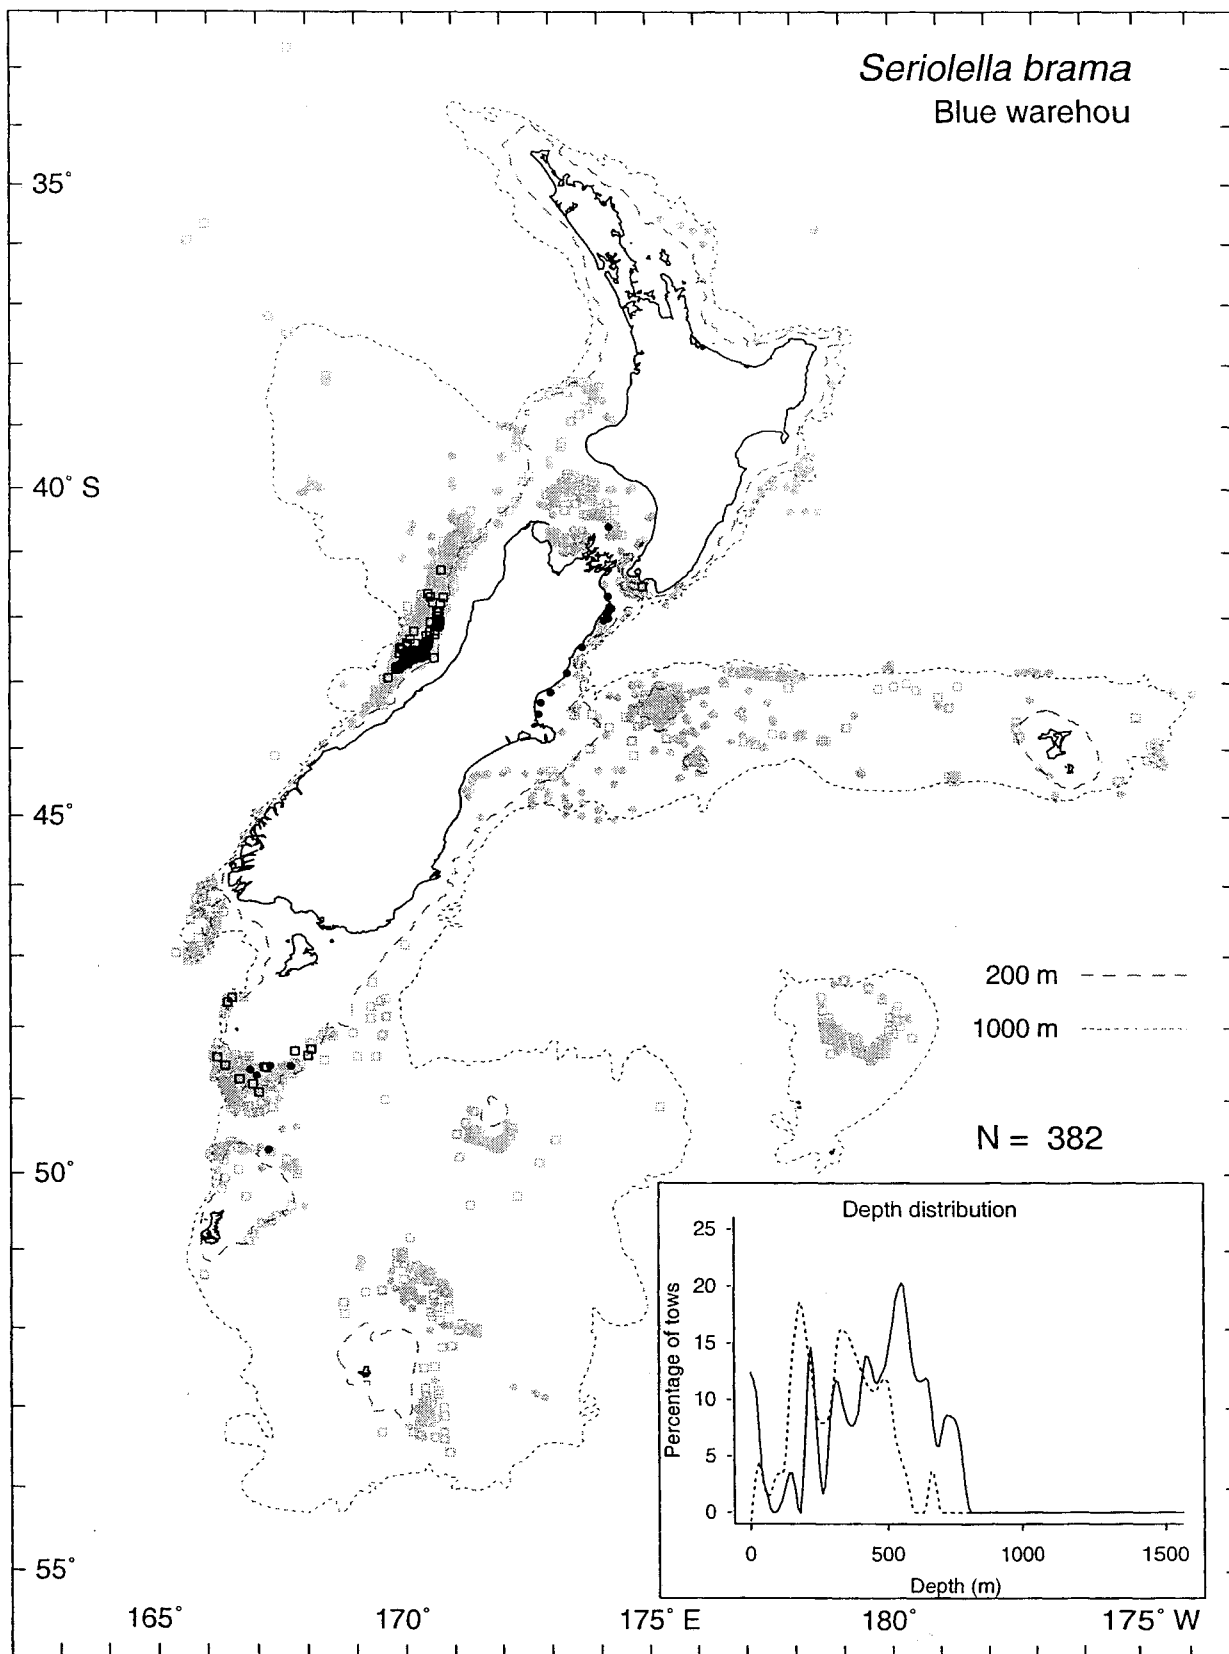 Seriolella brama
Blue warehou
35°
40° S
45°
50°
55°
200 m
1000 m
N = 382
Depth distribution
Percentage of tows
25
20
15
10
5
0
0 500 1000 1500
Depth (m)
165° 170° 175° E 180° 175° W